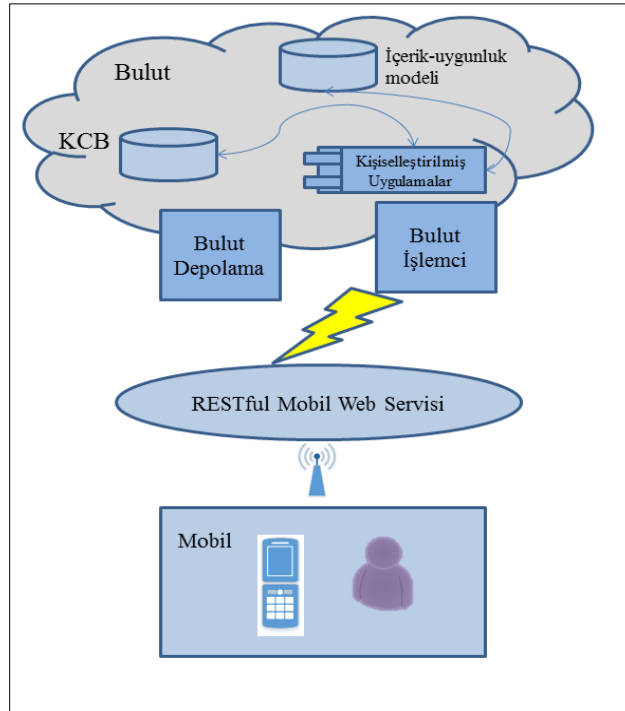 Bulut
İçerik-uygunluk
modeli
KCB
Kişiselleştirilmiş
Uygulamalar
Bulut
Depolama
Bulut
İşlemci
RESTful Mobil Web Servisi
Mobil